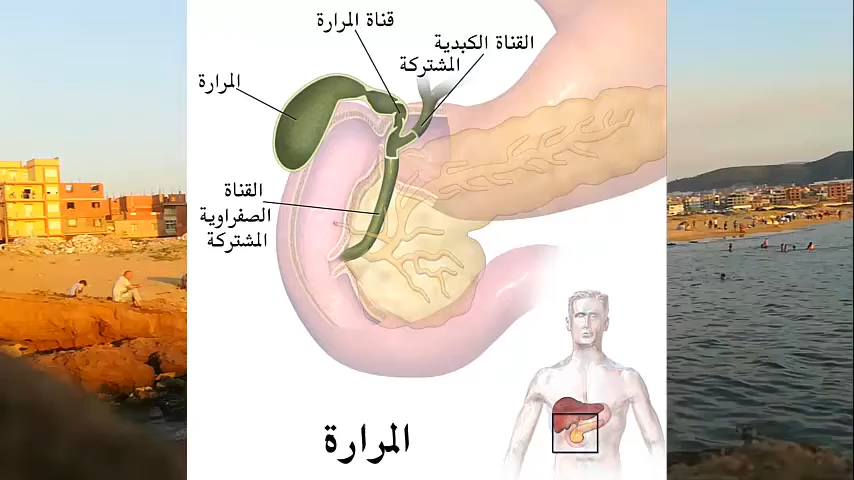 قناة المرارة
القناة الكبدية
المشتركة
المرارة
القناة
الصفراوية
المشتركة
المرارة